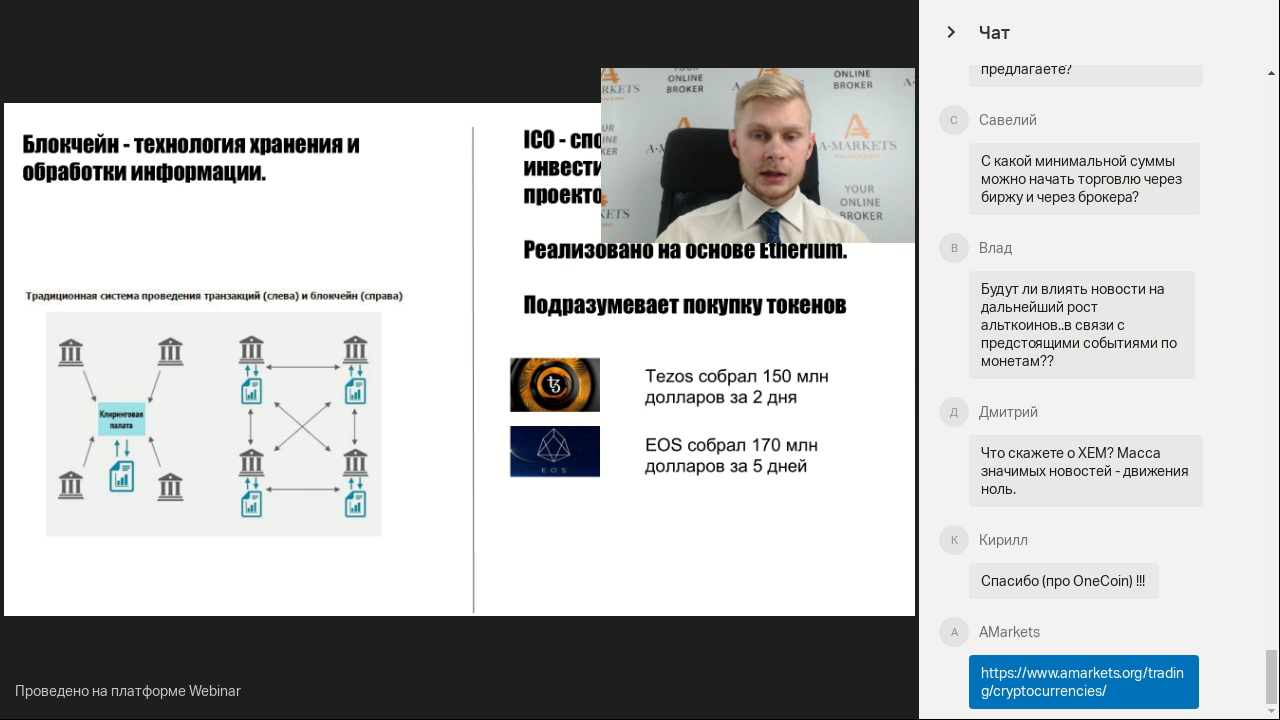 Блокчейн - технология хранения и
обработки информации.
Традиционная система проведения транзакций (слева) и блокчейн (справа)
Клиринговая
палата
ICO -
Реализовано на основе Etherium.
Подразумевает покупку токенов
Tezos собрал 150 млн
долларов за 2 дня
EOS
EOS собрал 170 млн
долларов за 5 дней
YOUR
ONLINE
BROKER
ONLINE
BROKER
A·MARKETS
YOUR
ONLINE
BROKER
Проведено на платформе Webinar
Чат
предлагаете?
С
Савелий
С какой минимальной суммы
можно начать торговлю через
биржу и через брокера?
В
Влад
Будут ли влиять новости на
дальнейший рост
альткоинов..в связи с
предстоящими событиями по
монетам??
Д
Дмитрий
Что скажете о ХЕМ? Масса
значимых новостей - движения
ноль.
К
Кирилл
Спасибо (про OneCoin) !!!
A
AMarkets
https://www.amarkets.org/tradin
g/cryptocurrencies/